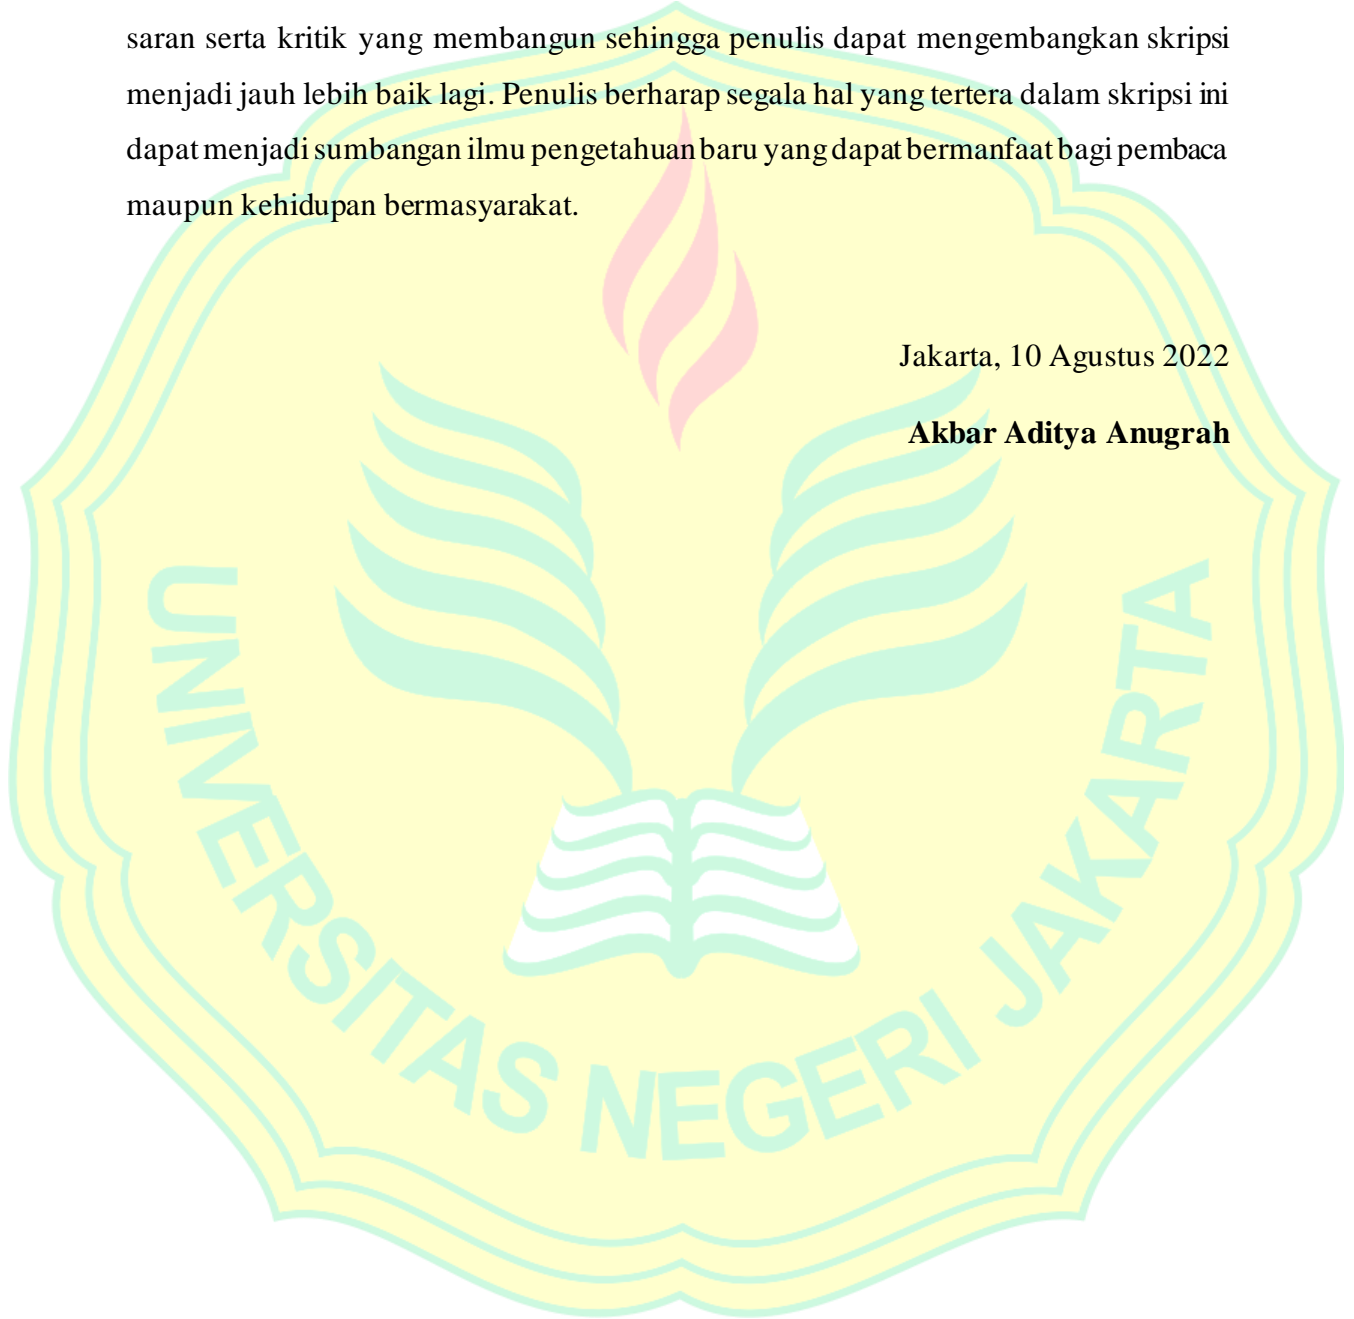 saran serta kritik yang membangun sehingga penulis dapat mengembangkan skripsi
menjadi jauh lebih baik lagi. Penulis berharap segala hal yang tertera dalam skripsi ini
dapat menjadi sumbangan ilmu pengetahuan baru yang dapat bermanfaat bagi pembaca
maupun kehidupan bermasyarakat.
Jakarta, 10 Agustus 2022
Akbar Aditya Anugrah
UNIVERSITAS NEGERI JAKARTA